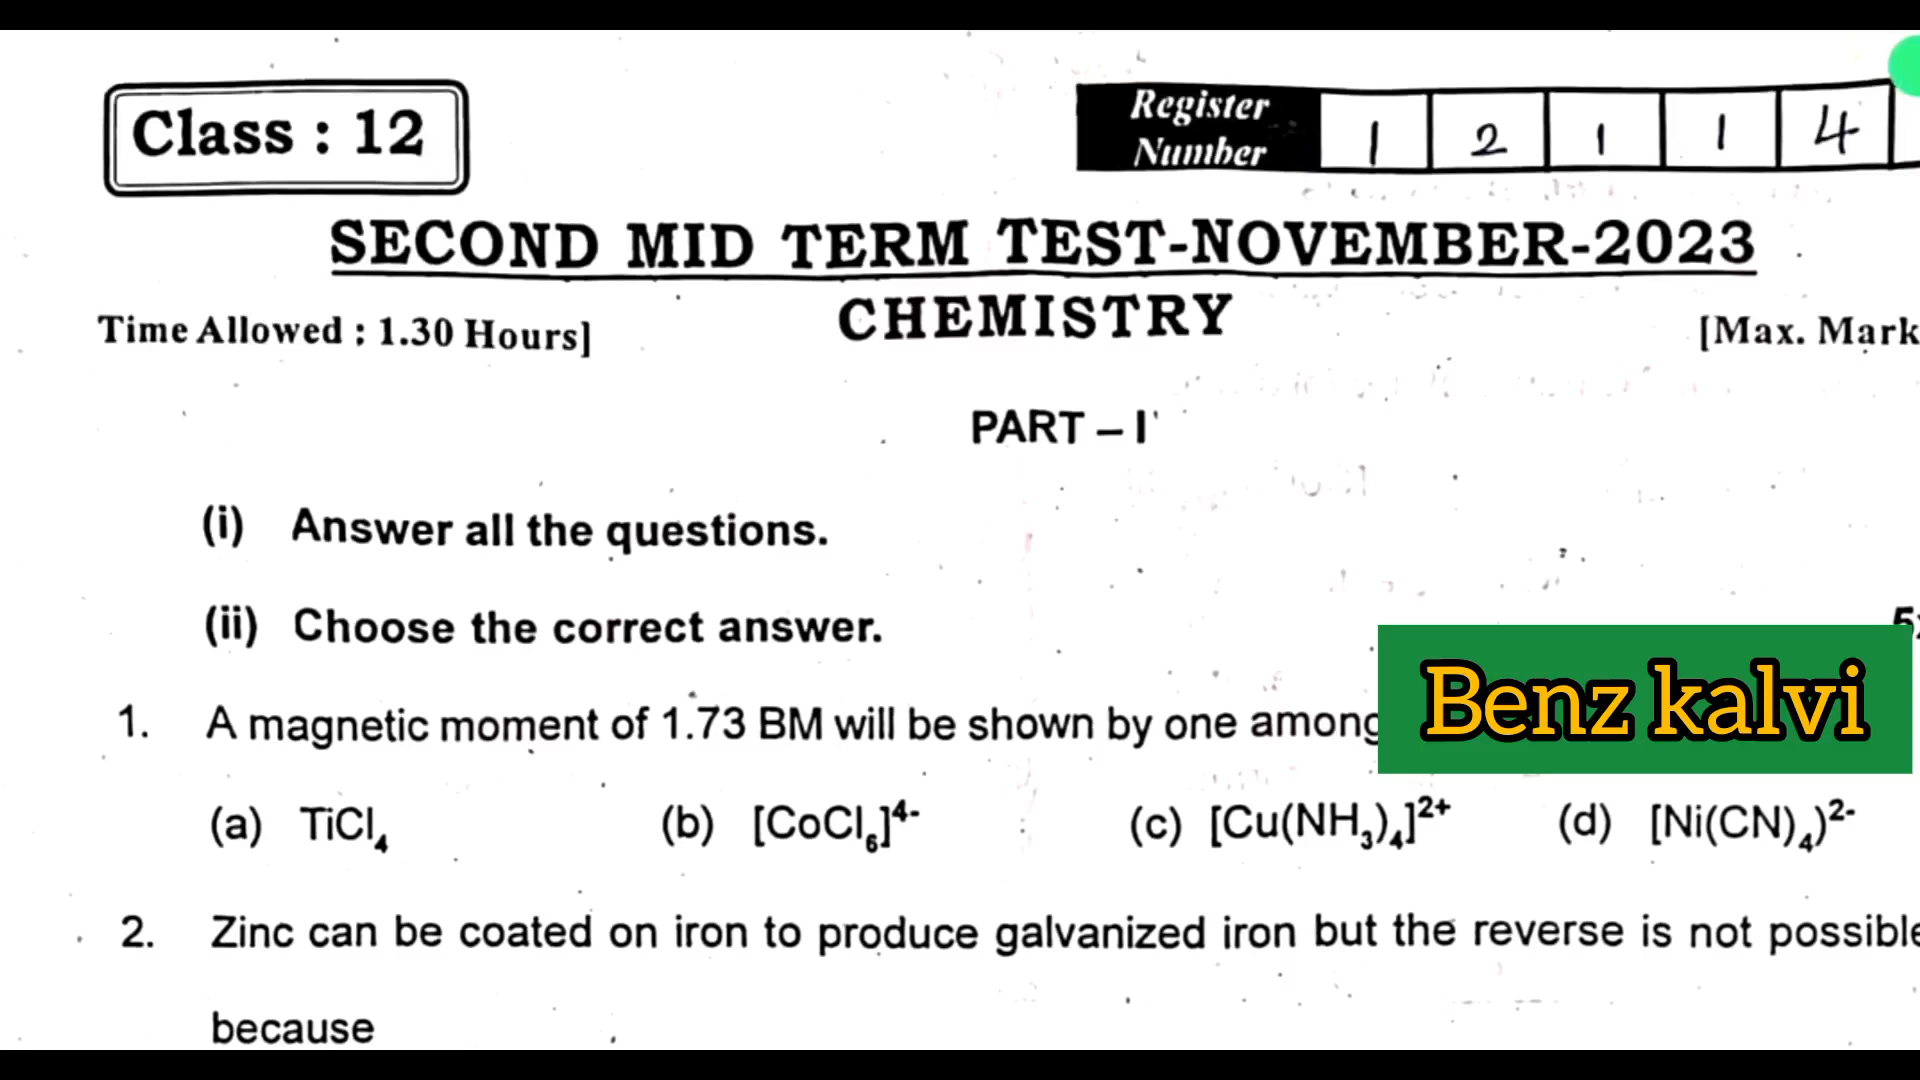 Class : 12
Register Number 1 2 1 1 4
SECOND MID TERM TEST-NOVEMBER-2023
CHEMISTRY
Time Allowed : 1.30 Hours]
[Max. Mark
PART – I
(i) Answer all the questions.
(ii) Choose the correct answer.
Benz kalvi
1. A magnetic moment of 1.73 BM will be shown by one among
(a) TiCl₄ (b) [CoCl₆]⁴⁻ (c) [Cu(NH₃)₄]²⁺ (d) [Ni(CN)₄)²⁻
2. Zinc can be coated on iron to produce galvanized iron but the reverse is not possible
because